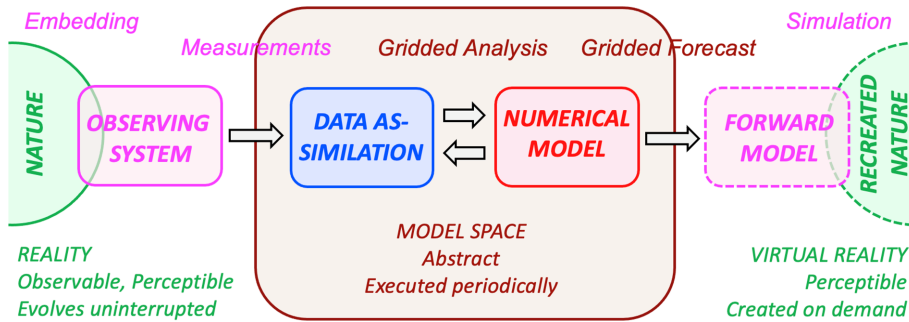 Embedding
Simulation
Measurements
Gridded Analysis
Gridded Forecast
NATURE
OBSERVING
SYSTEM
DATA AS-
SIMILATION
NUMERICAL
MODEL
FORWARD
MODEL
RECREATED
NATURE
REALITY
Observable, Perceptible
Evolves uninterrupted
MODEL SPACE
Abstract
Executed periodically
VIRTUAL REALITY
Perceptible
Created on demand